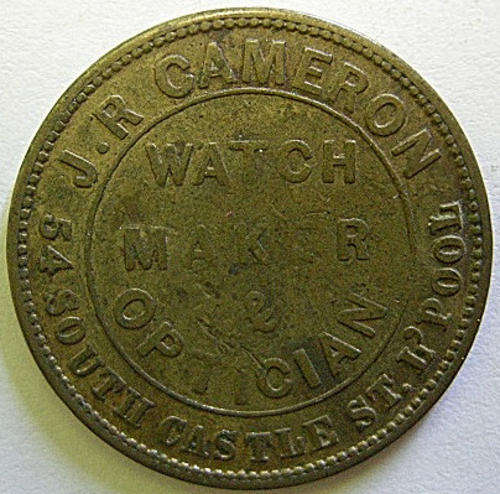 J.R CAMERON
WATCH
MAKER
&
OPTICIAN
54 SOUTH CASTLE ST. L'POOL